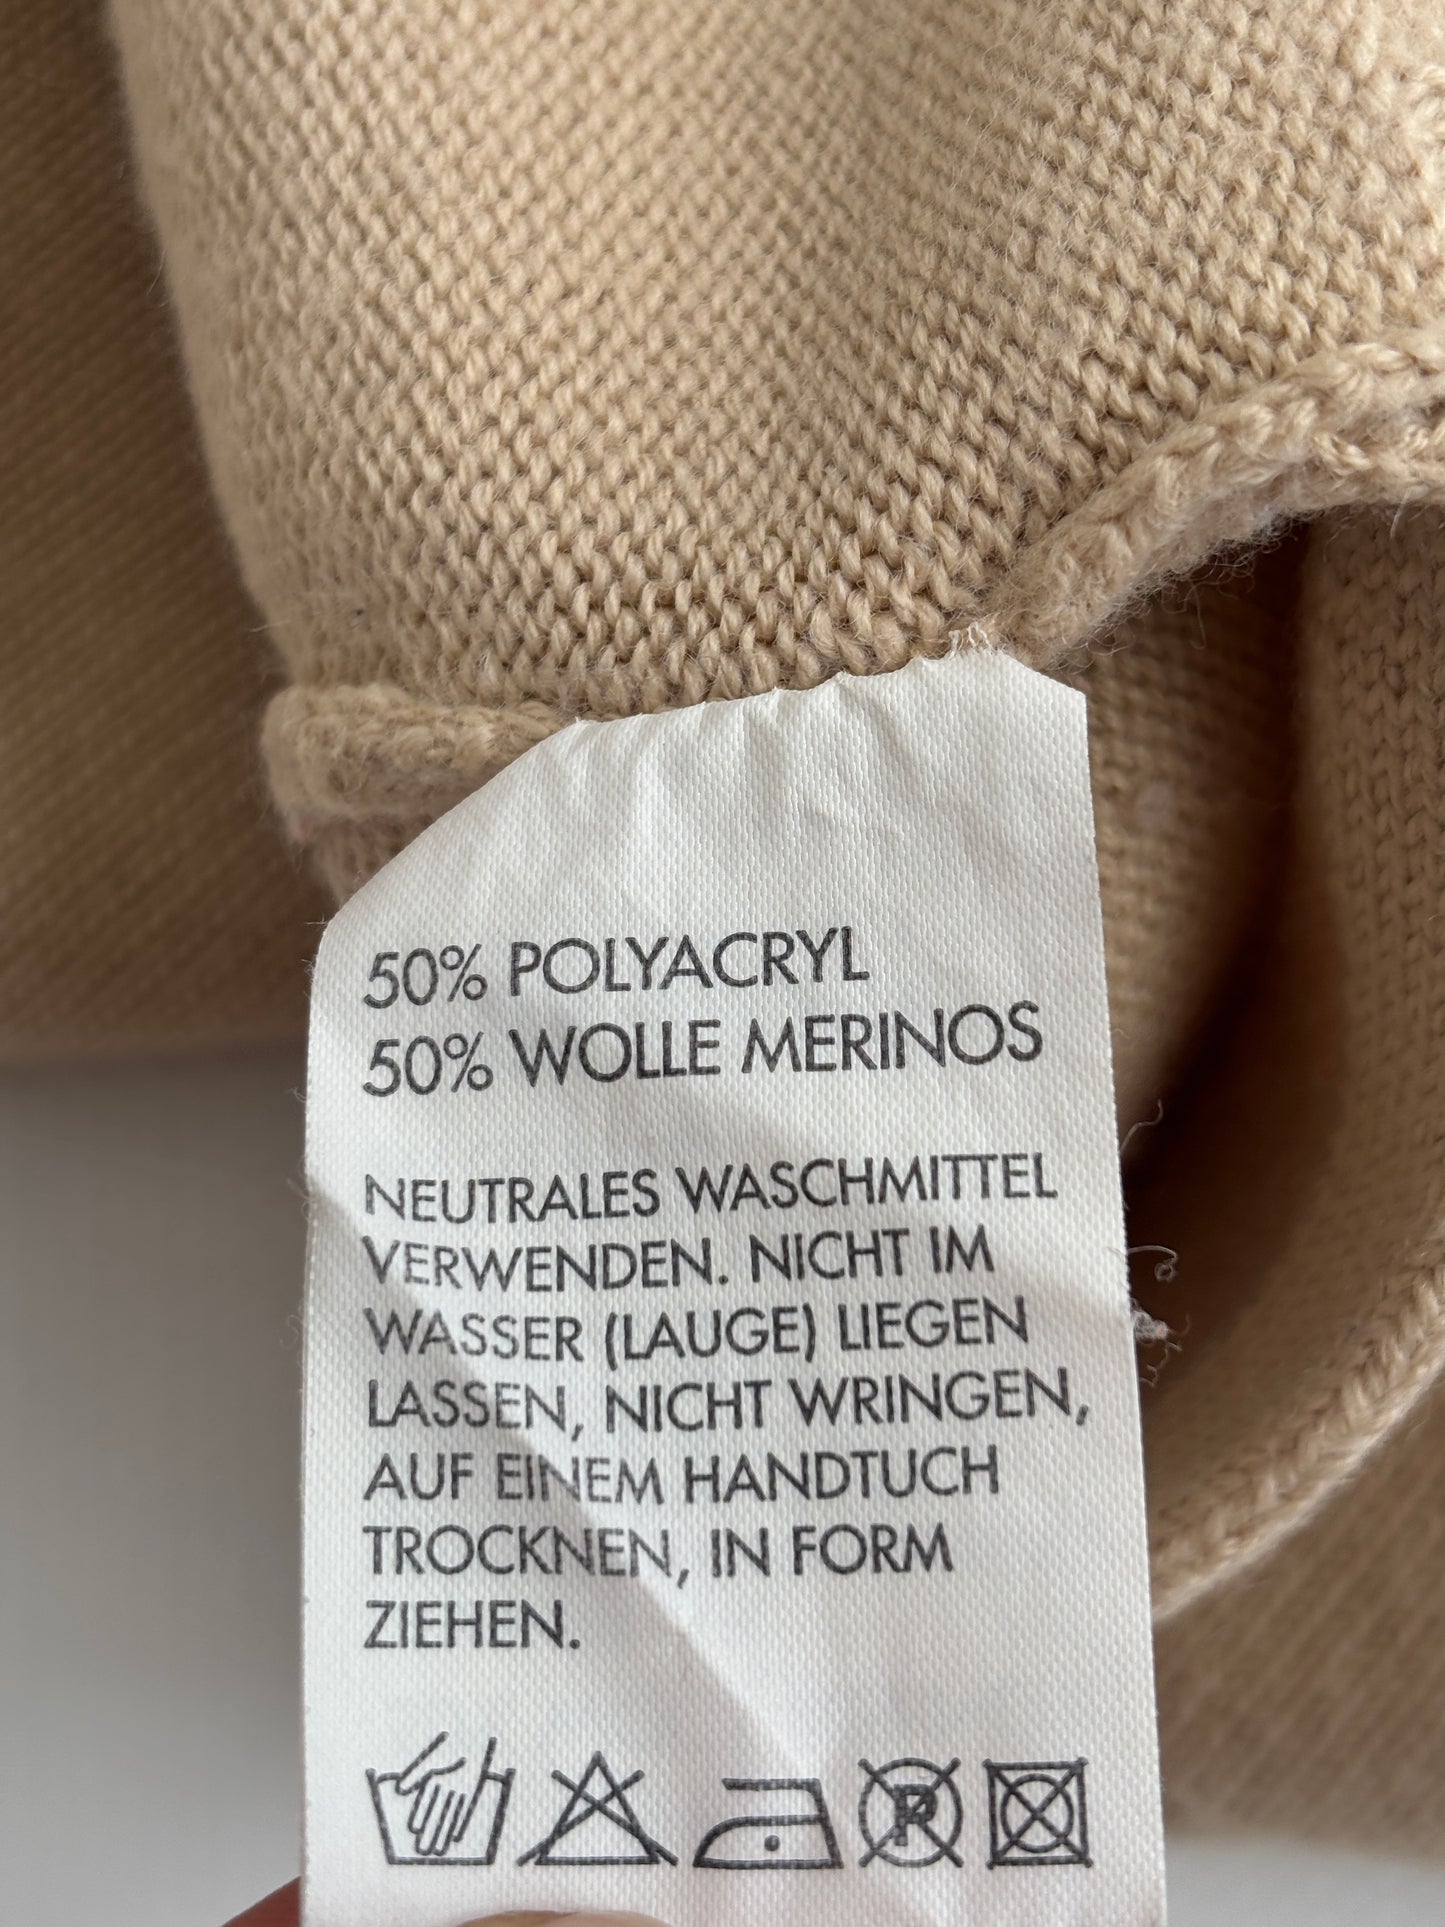 50% POLYACRYL
50% WOLLE MERINOS
NEUTRALES WASCHMITTEL
VERWENDEN. NICHT IM
WASSER (LAUGE) LIEGEN
LASSEN, NICHT WRINGEN,
AUF EINEM HANDTUCH
TROCKNEN, IN FORM
ZIEHEN.
P